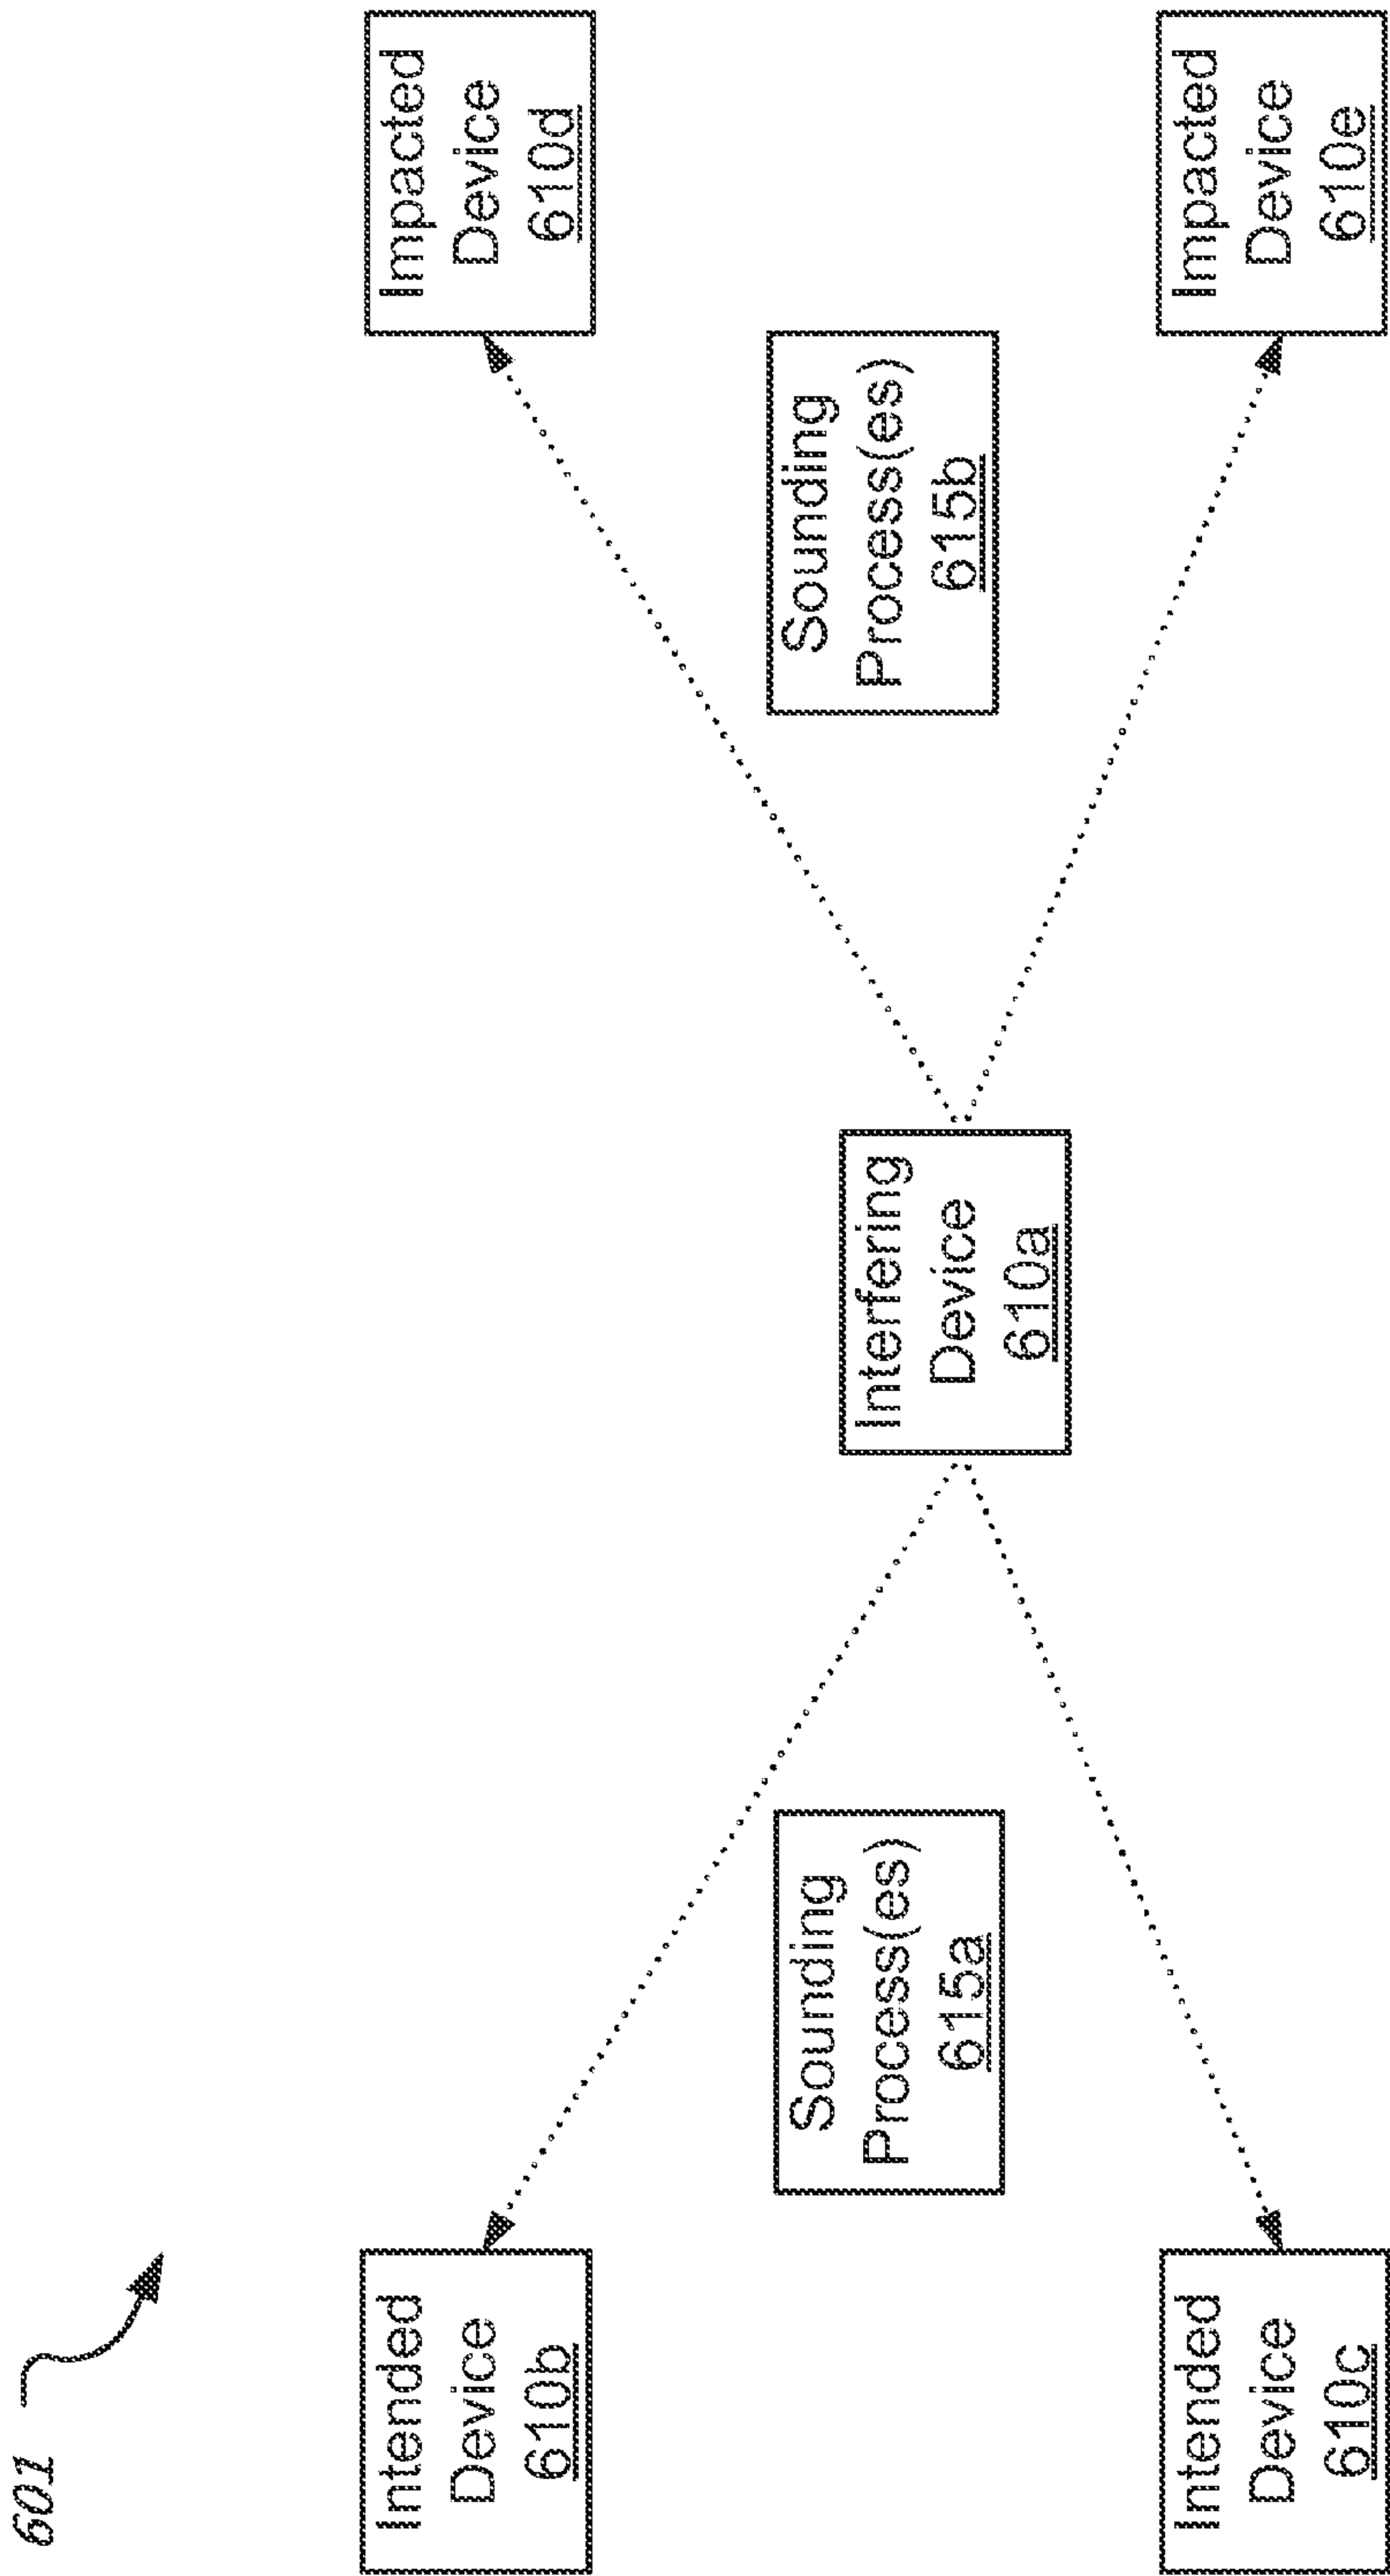 601
Intended
Device
610b
Impacted
Device
610d
Sounding
Process(es)
615a
Sounding
Process(es)
615b
Interfering
Device
610a
Intended
Device
610c
Impacted
Device
610e